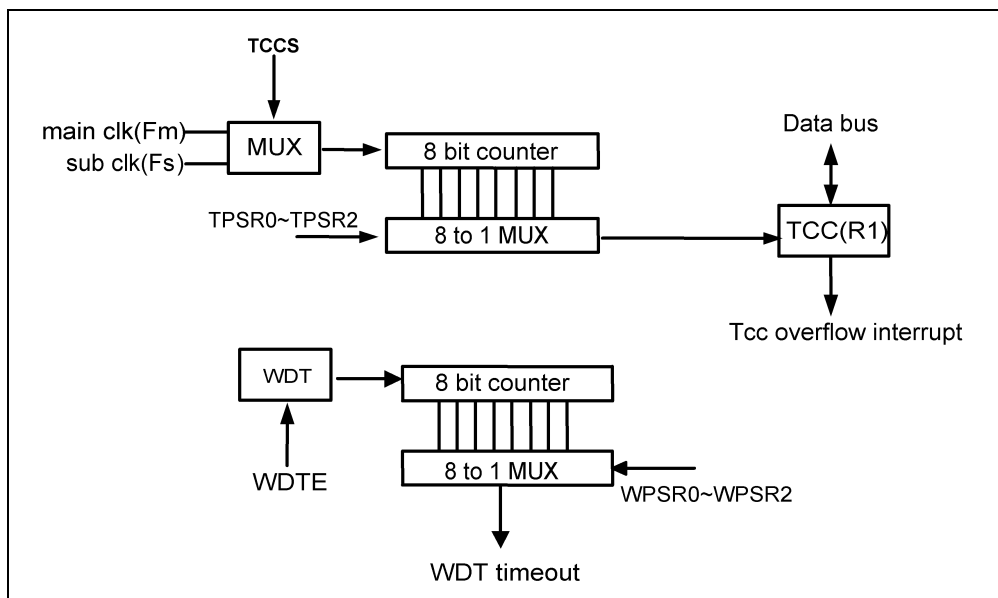 TCCS
main clk(Fm)
sub clk(Fs)
MUX
8 bit counter
TPSR0~TPSR2
8 to 1 MUX
Data bus
TCC(R1)
Tcc overflow interrupt
WDT
8 bit counter
WDTE
8 to 1 MUX
WPSR0~WPSR2
WDT timeout